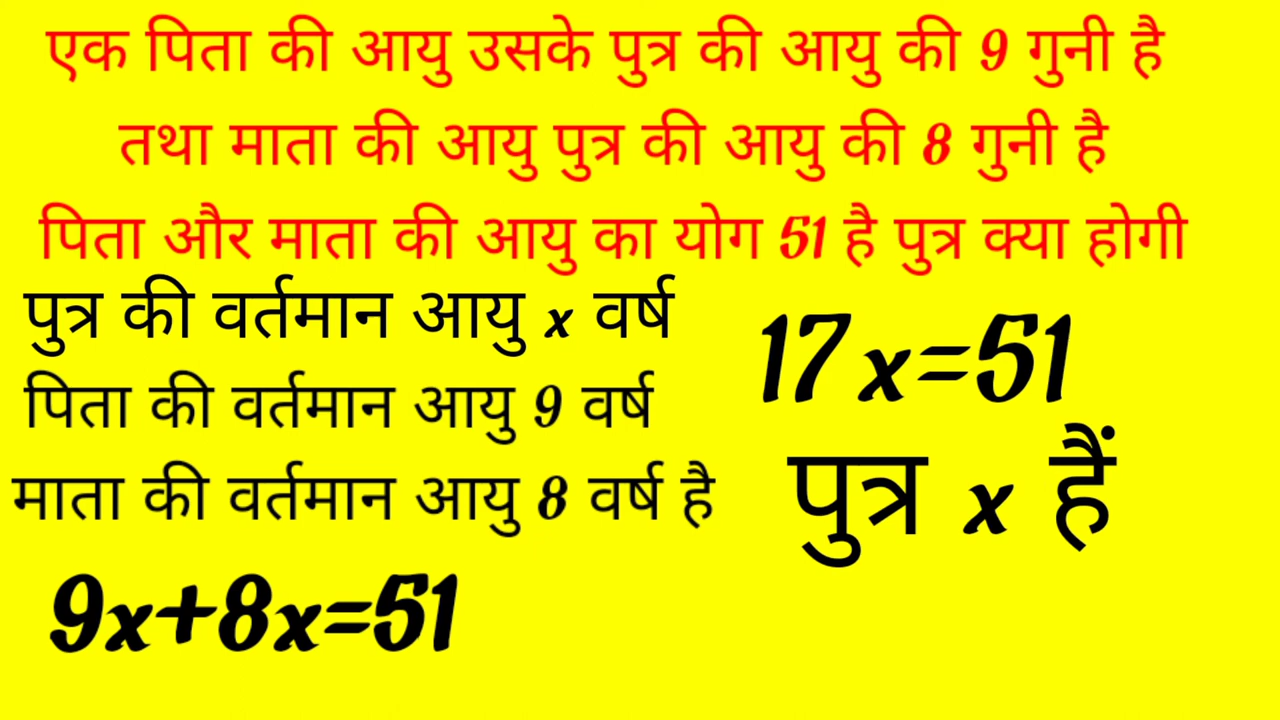 एक पिता की आयु उसके पुत्र की आयु की 9 गुनी है
तथा माता की आयु पुत्र की आयु की 8 गुनी है
पिता और माता की आयु का योग 51 है पुत्र क्या होगी
पुत्र की वर्तमान आयु x वर्ष
पिता की वर्तमान आयु 9 वर्ष
माता की वर्तमान आयु 8 वर्ष है
9x+8x=51
17x=51
पुत्र x हैं